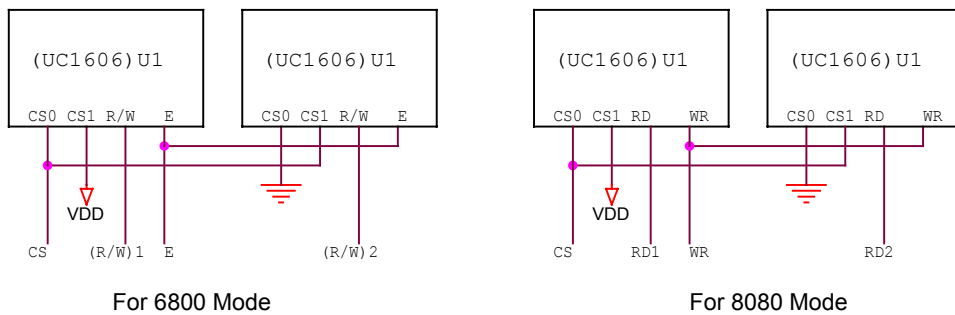 (UC1606)U1 (UC1606)U1 (UC1606)U1 (UC1606)U1
CS0 CS1 R/W E CS0 CS1 R/W E CS0 CS1 RD WR CS0 CS1 RD WR
VDD VDD
CS (R/W)1 E (R/W)2 CS RD1 WR RD2
For 6800 Mode For 8080 Mode